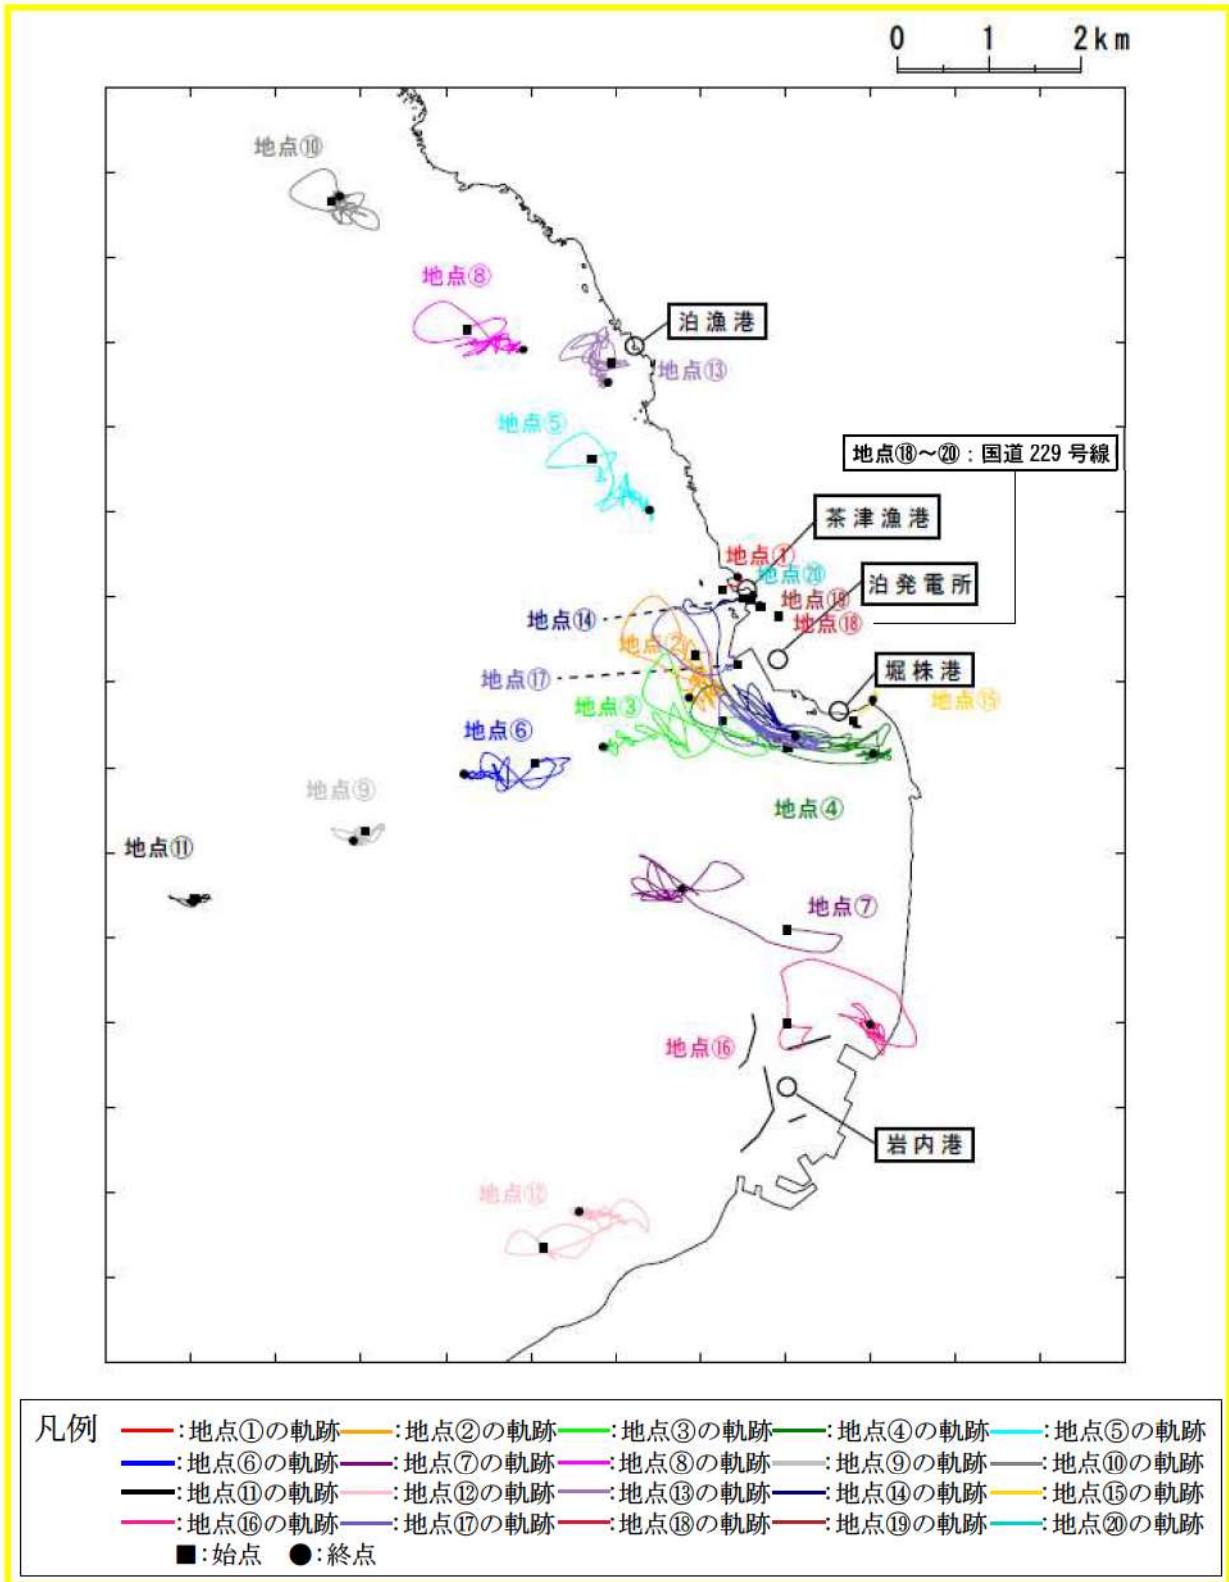 0 1 2km
地点⑩
地点⑧
泊漁港
地点⑬
地点⑤
地点⑱～⑳：国道 229 号線
茶津漁港
地点①
地点⑳
泊発電所
地点⑲
地点⑭
地点⑱
地点②
堀株港
地点⑰
地点⑮
地点③
地点⑥
地点⑨
地点④
地点⑪
地点⑦
地点⑯
岩内港
地点⑫
凡例 :地点①の軌跡 :地点②の軌跡 :地点③の軌跡 :地点④の軌跡 :地点⑤の軌跡
:地点⑥の軌跡 :地点⑦の軌跡 :地点⑧の軌跡 :地点⑨の軌跡 :地点⑩の軌跡
:地点⑪の軌跡 :地点⑫の軌跡 :地点⑬の軌跡 :地点⑭の軌跡 :地点⑮の軌跡
:地点⑯の軌跡 :地点⑰の軌跡 :地点⑱の軌跡 :地点⑲の軌跡 :地点⑳の軌跡
■:始点 ●:終点